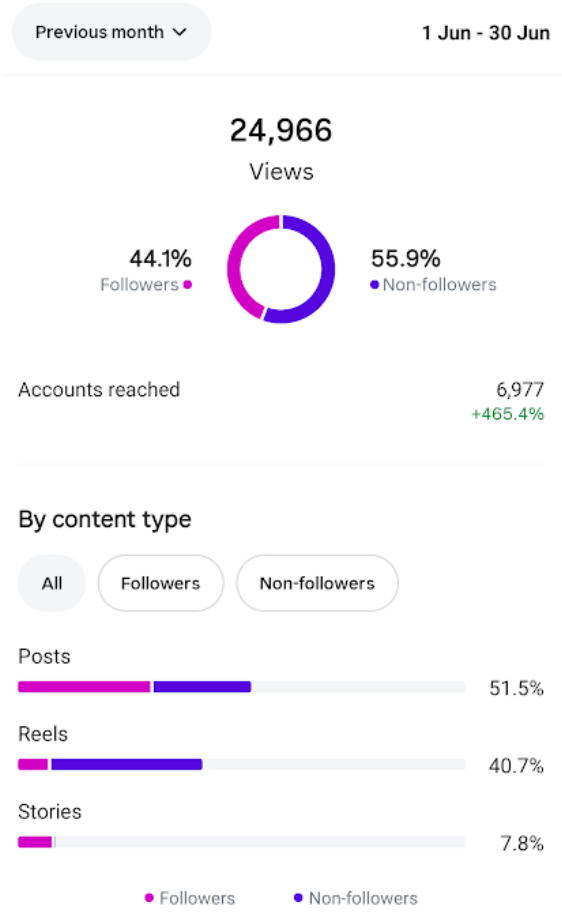 Previous month
1 Jun - 30 Jun
24,966
Views
44.1%
Followers
55.9%
Non-followers
Accounts reached
6,977
+465.4%
By content type
All
Followers
Non-followers
Posts
51.5%
Reels
40.7%
Stories
7.8%
Followers
Non-followers